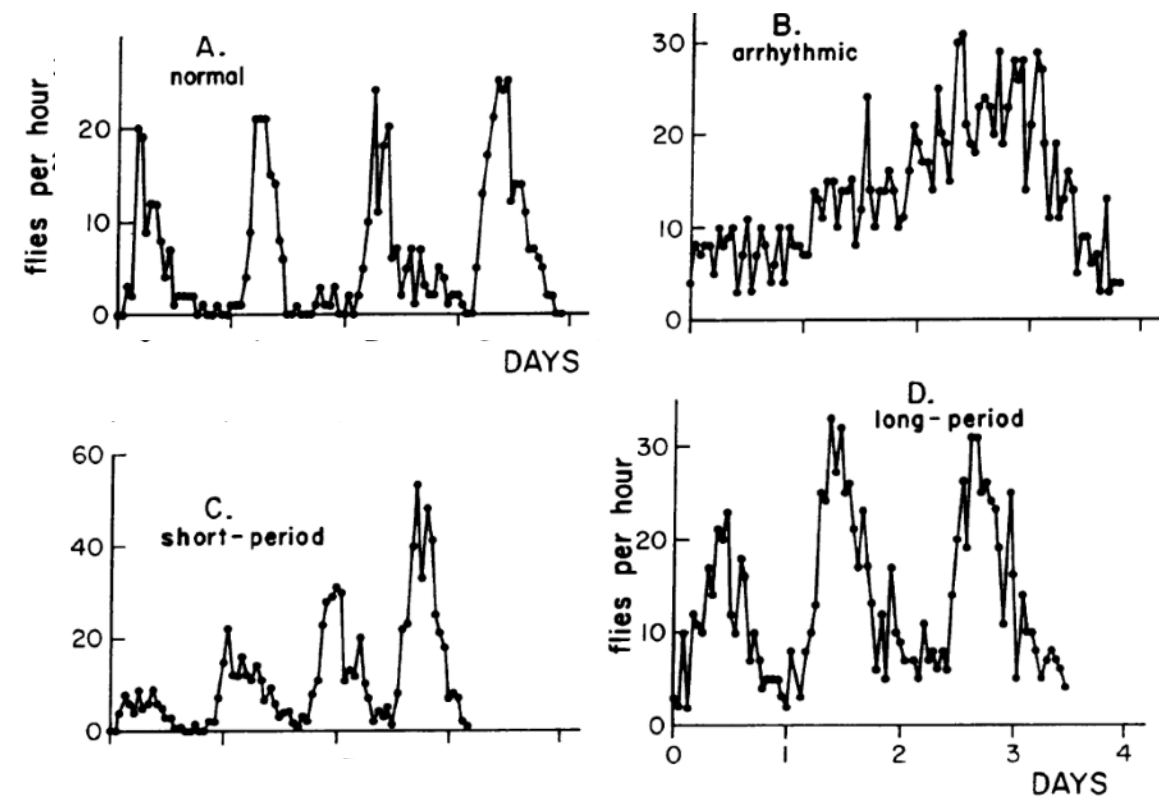 A.
normal
flies per hour
20
10
0
DAYS
B.
arrhythmic
30
20
10
0
C.
short-period
60
40
20
0
D.
long-period
flies per hour
30
20
10
0
0 1 2 3 4
DAYS